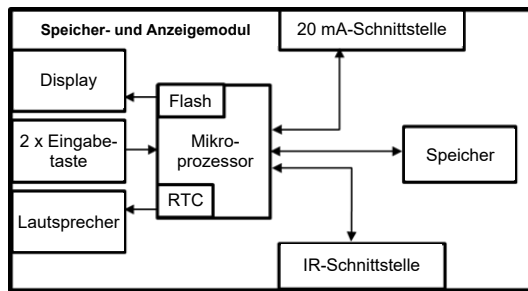 Speicher- und Anzeigemodul
20 mA-Schnittstelle
Display
Flash
2 x Eingabe-
taste
Mikro-
prozessor
Speicher
RTC
Lautsprecher
IR-Schnittstelle